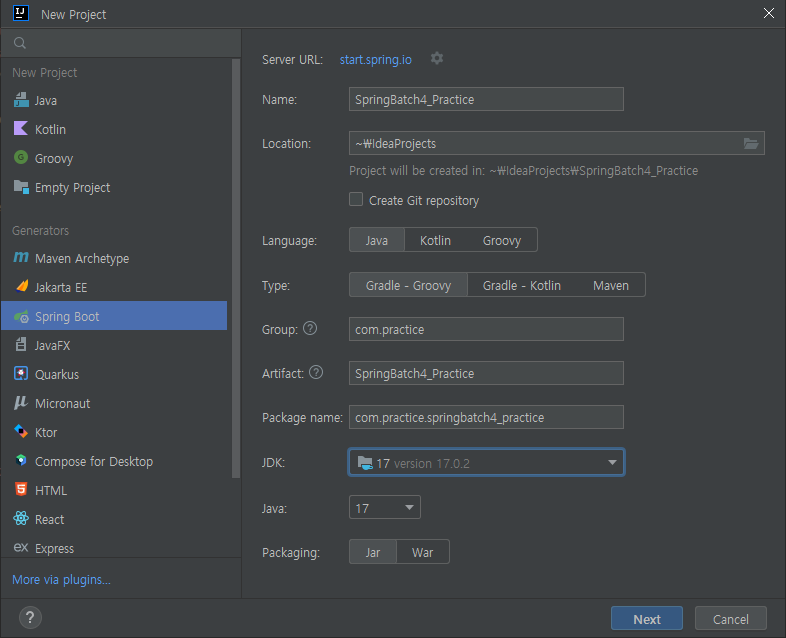 New Project
Server URL: start.spring.io
New Project
Java
Kotlin
Groovy
Empty Project
Generators
Maven Archetype
Jakarta EE
Spring Boot
JavaFX
Quarkus
Micronaut
Ktor
Compose for Desktop
HTML
React
ex Express
More via plugins...
Name: SpringBatch4_Practice
Location: ~₩IdeaProjects
Project will be created in: ~₩IdeaProjects₩SpringBatch4_Practice
Create Git repository
Language: Java Kotlin Groovy
Type: Gradle - Groovy Gradle - Kotlin Maven
Group: ? com.practice
Artifact: ? SpringBatch4_Practice
Package name: com.practice.springbatch4_practice
JDK: 17 version 17.0.2
Java: 17
Packaging: Jar War
? Next Cancel